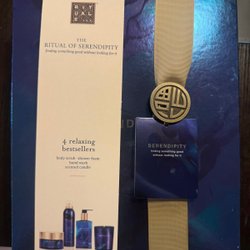 RITUALS...
THE
RITUAL OF SERENDIPITY
finding something good without looking for it
4 relaxing
bestsellers
body scrub · shower foam
hand wash
scented candle
SERENDIPITY
finding something good
without looking for it